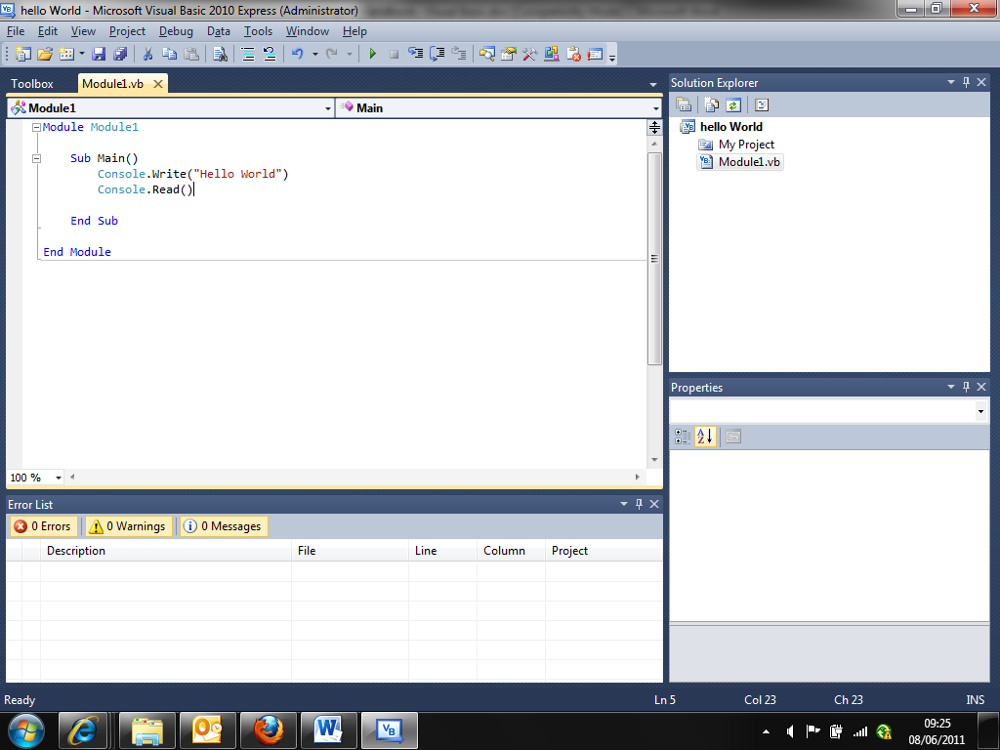 hello World - Microsoft Visual Basic 2010 Express (Administrator)
File Edit View Project Debug Data Tools Window Help
Toolbox Module1.vb
Module1 Main
Module Module1
Sub Main()
Console.Write("Hello World")
Console.Read()
End Sub
End Module
100 %
Solution Explorer
hello World
My Project
Module1.vb
Properties
Error List
0 Errors 0 Warnings 0 Messages
Description File Line Column Project
Ready Ln 5 Col 23 Ch 23 INS
09:25
08/06/2011